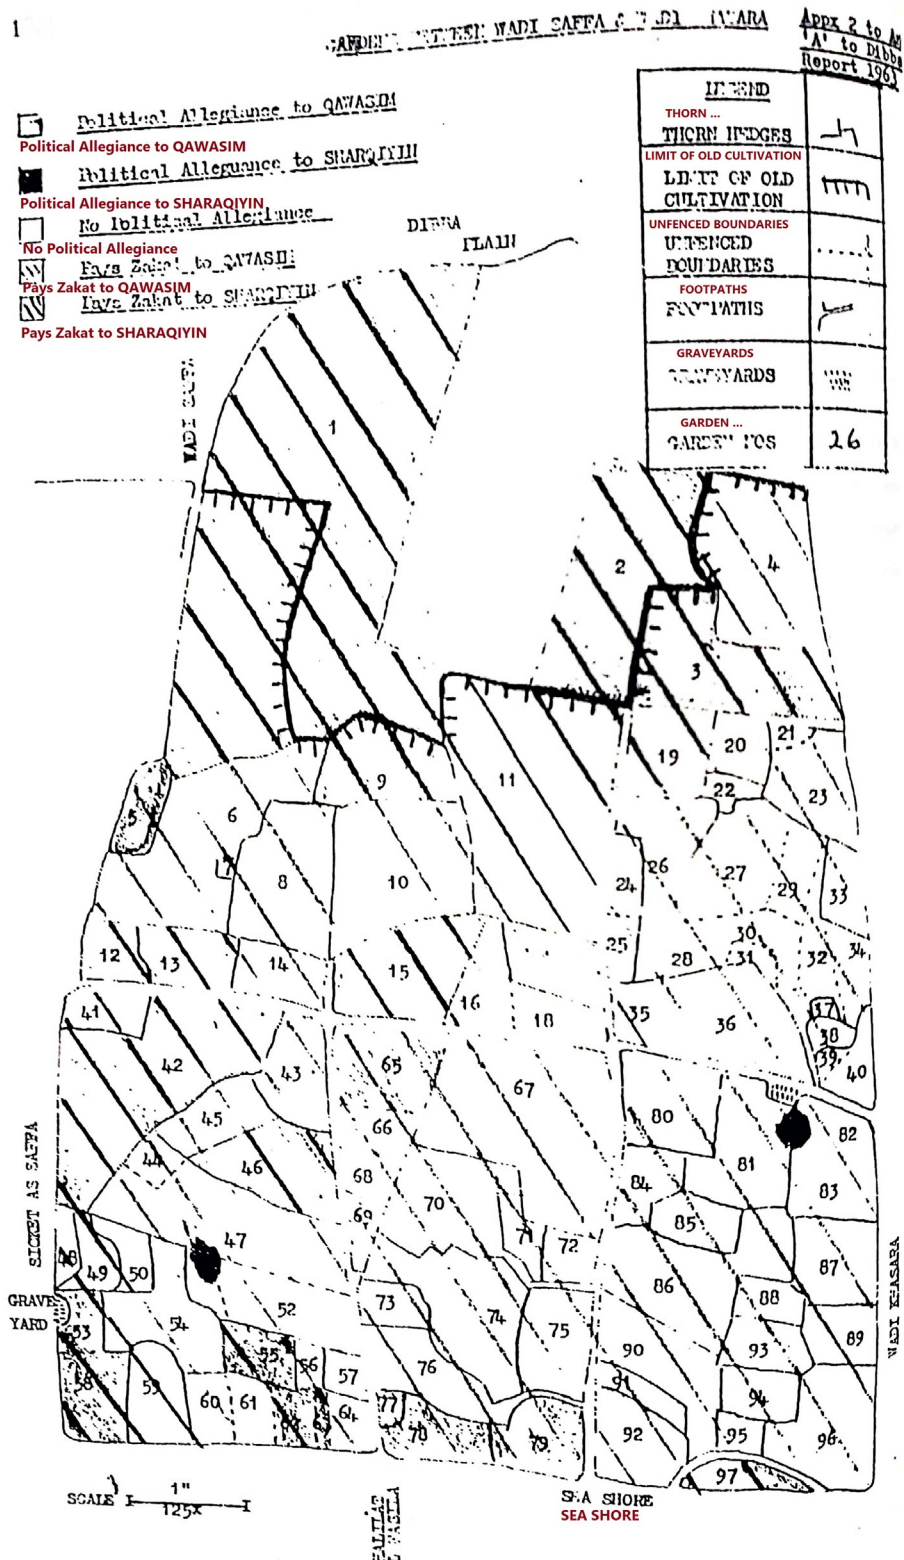 1
WADI SAFFA & WADI
Appx 2 to
'A' to Dibba
Report 1963
Political Allegiance to QAWASIM
Political Allegiance to QAWASIM
Political Allegiance to SHARQIYIN
Political Allegiance to SHARAQIYIN
No Political Allegiance
No Political Allegiance
Pays Zakat to QAWASIM
Pays Zakat to QAWASIM
Pays Zakat to SHARQIYIN
Pays Zakat to SHARAQIYIN
LEGEND
THORN ...
THORN HEDGES
LIMIT OF OLD CULTIVATION
LIMIT OF OLD
CULTIVATION
UNFENCED BOUNDARIES
UNFENCED
BOUNDARIES
FOOTPATHS
FOOTPATHS
GRAVEYARDS
GRAVEYARDS
GARDEN ...
GARDEN NOS
26
DIBBA
PLAIN
WADI SAFFA
1
2
4
3
19
20
21
22
23
5
6
7
8
9
10
11
24
26
27
29
33
12
13
14
15
16
18
25
28
30
31
32
34
35
36
37
38
39
40
41
42
43
44
45
46
65
66
67
68
69
70
71
72
80
81
82
83
84
85
47
48
49
50
52
53
54
55
56
57
58
59
60
61
64
73
74
75
76
77
78
79
86
87
88
89
90
91
92
93
94
95
96
97
SICKET AS SAFFA
GRAVE
YARD
WADI KHASARA
SCALE
1"
125x
SEA SHORE
SEA SHORE